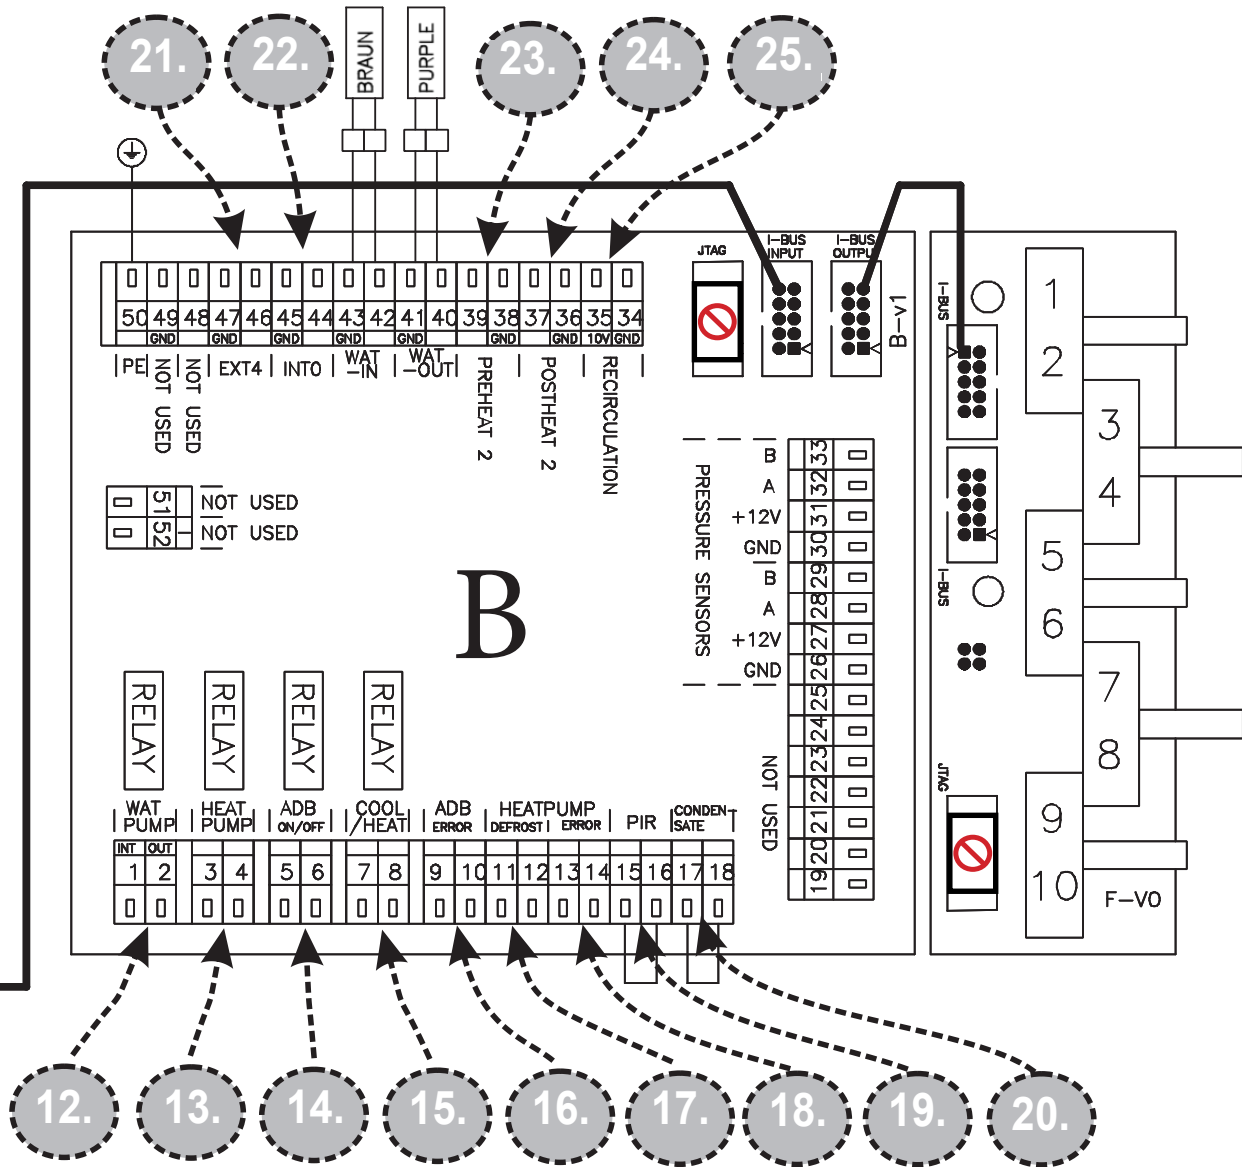 21.
22.
BRAUN
PURPLE
23.
24.
25.
JTAG
I-BUS
INPUT
I-BUS
OUTPUT
B-v1
50 49 48 47 46 45 44 43 42 41 40 39 38 37 36 35 34
GND GND GND GND GND GND GND 10V GND
PE
NOT USED
NOT USED
EXT4
INTO
WAT
-IN
WAT
-OUT
PREHEAT 2
POSTHEAT 2
RECIRCULATION
51 NOT USED
52 NOT USED
B
PRESSURE SENSORS
B 33
A 32
+12V 31
GND 30
B 29
A 28
+12V 27
GND 26
25
24
23
22
21
20
19
NOT USED
RELAY
RELAY
RELAY
RELAY
WAT
PUMP
HEAT
PUMP
ADB
ON/OFF
COOL
/HEAT
ADB
ERROR
HEATPUMP
DEFROST
ERROR
PIR
CONDEN-
SATE
INT OUT
1 2 3 4 5 6 7 8 9 10 11 12 13 14 15 16 17 18
I-BUS
I-BUS
JTAG
1
2
3
4
5
6
7
8
9
10
F-V0
12.
13.
14.
15.
16.
17.
18.
19.
20.